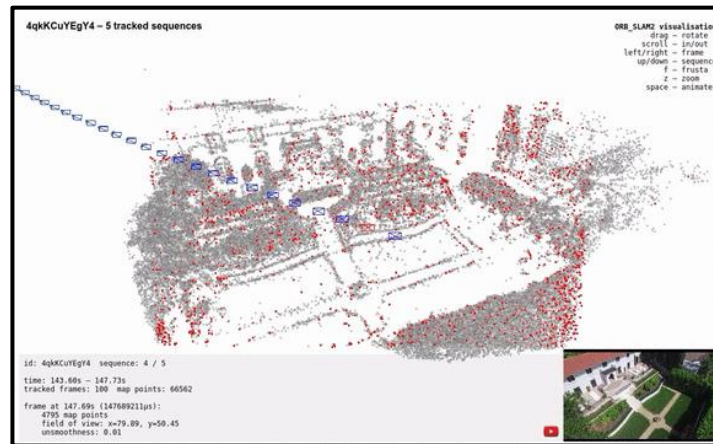 4qkKCuYEgY4 – 5 tracked sequences
ORB_SLAM2 visualisation
drag – rotate
scroll – in/out
left/right – frame
up/down – sequence
f – frusta
z – zoom
space – animate
id: 4qkKCuYEgY4 sequence: 4 / 5
time: 143.60s – 147.73s
tracked frames: 100 map points: 66562
frame at 147.69s (147689211μs):
4795 map points
field of view: x=79.89, y=50.45
unsmoothness: 0.01